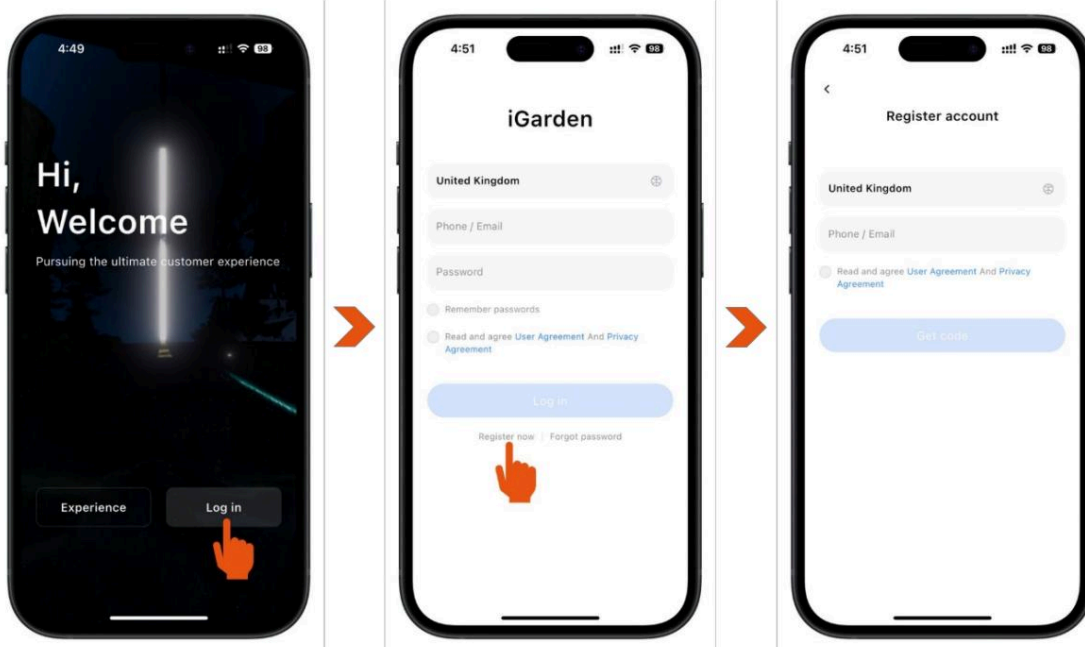 4:49
98
Hi,
Welcome
Pursuing the ultimate customer experience
Experience
Log in
4:51
98
iGarden
United Kingdom
Phone / Email
Password
Remember passwords
Read and agree User Agreement And Privacy
Agreement
Log in
Register now | Forgot password
4:51
98
<
Register account
United Kingdom
Phone / Email
Read and agree User Agreement And Privacy
Agreement
Get code